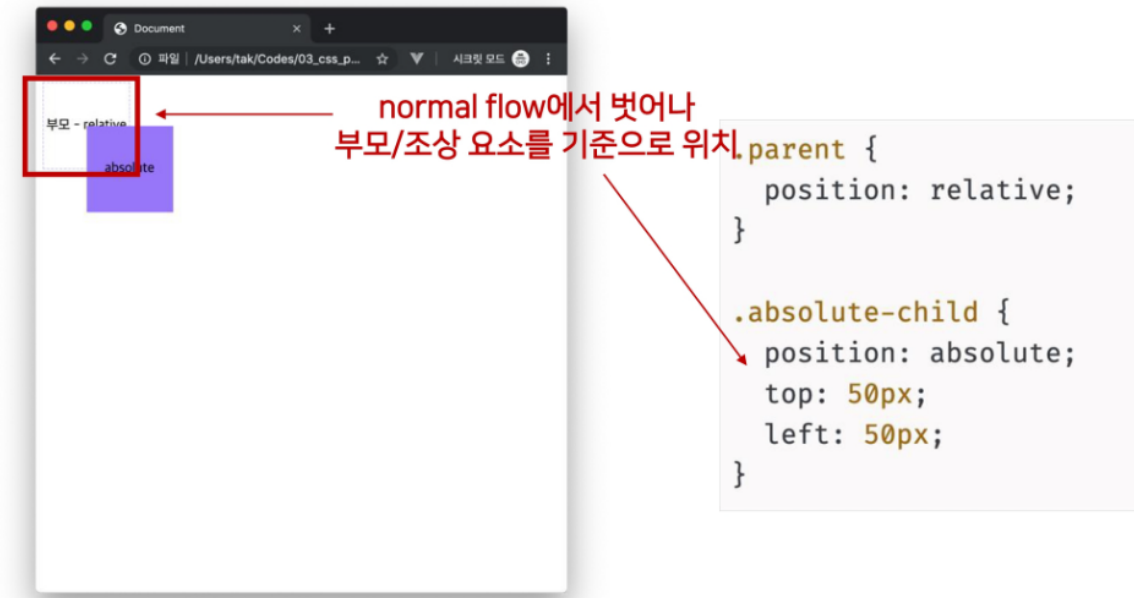 Document
파일 | /Users/tak/Codes/03_css_p... 시크릿 모드
부모 - relative
absolute
normal flow에서 벗어나
부모/조상 요소를 기준으로 위치
.parent {
position: relative;
}
.absolute-child {
position: absolute;
top: 50px;
left: 50px;
}